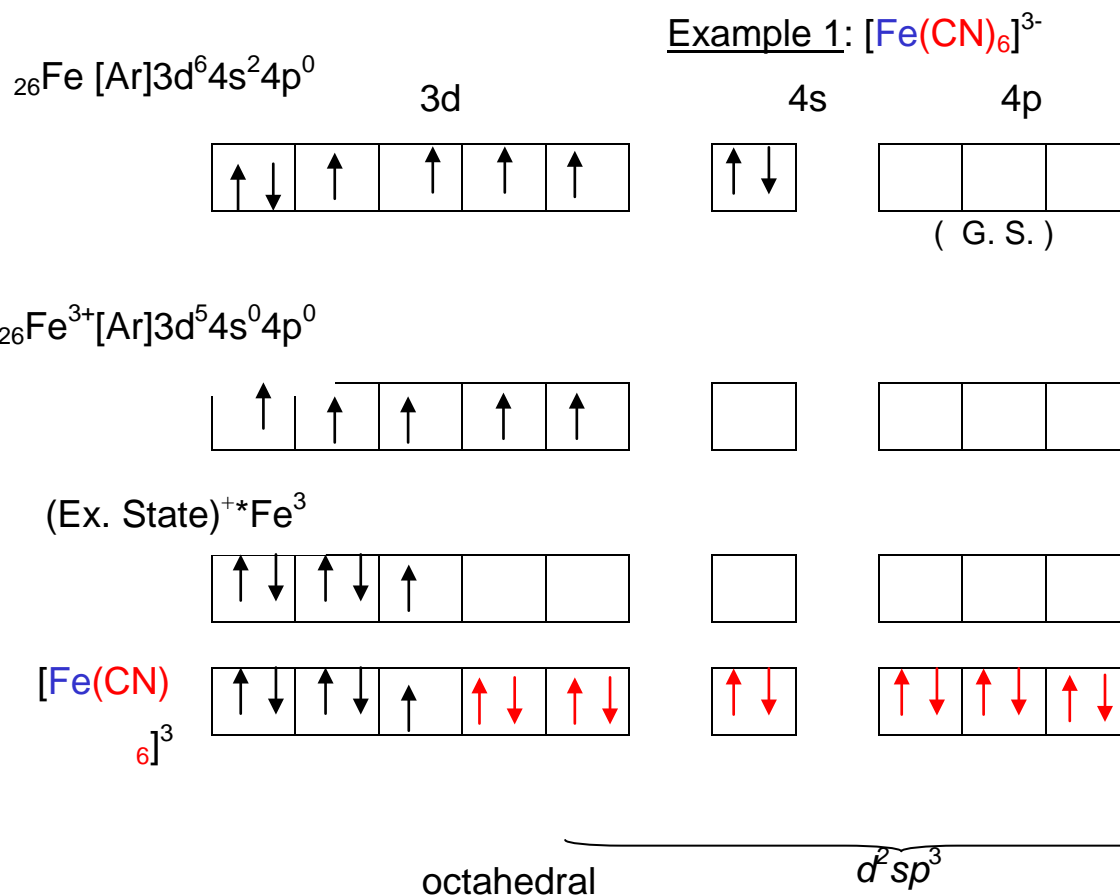 Example 1: [Fe(CN)₆]³⁻
₂₆Fe [Ar]3d⁶4s²4p⁰
3d 4s 4p
( G. S. )
₂₆Fe³⁺[Ar]3d⁵4s⁰4p⁰
(Ex. State)⁺*Fe³
[Fe(CN)
₆]³
d²sp³
octahedral